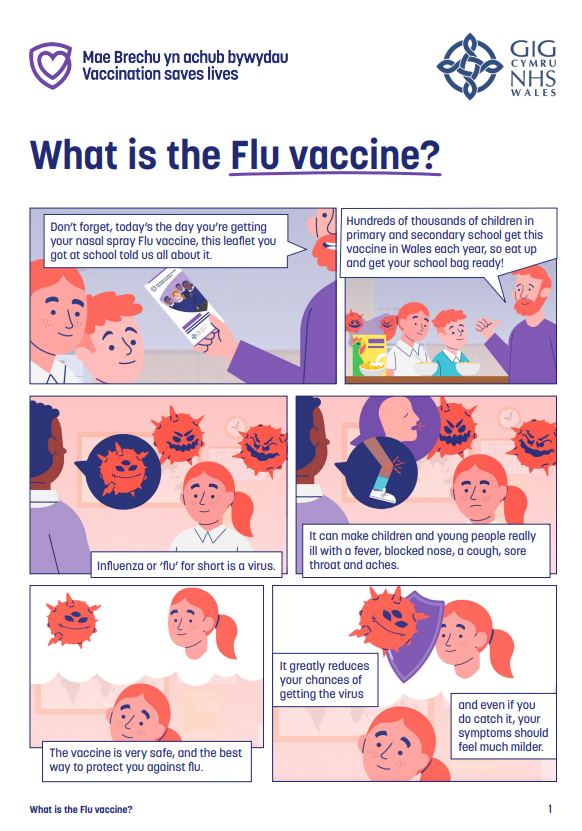 Mae Brechu yn achub bywydau
Vaccination saves lives
GIG
CYMRU
NHS
WALES
What is the Flu vaccine?
Don't forget, today's the day you're getting
your nasal spray Flu vaccine, this leaflet you
got at school told us all about it.
Hundreds of thousands of children in
primary and secondary school get this
vaccine in Wales each year, so eat up
and get your school bag ready!
Influenza or 'flu' for short is a virus.
It can make children and young people really
ill with a fever, blocked nose, a cough, sore
throat and aches.
The vaccine is very safe, and the best
way to protect you against flu.
It greatly reduces
your chances of
getting the virus
and even if you
do catch it, your
symptoms should
feel much milder.
What is the Flu vaccine?
1